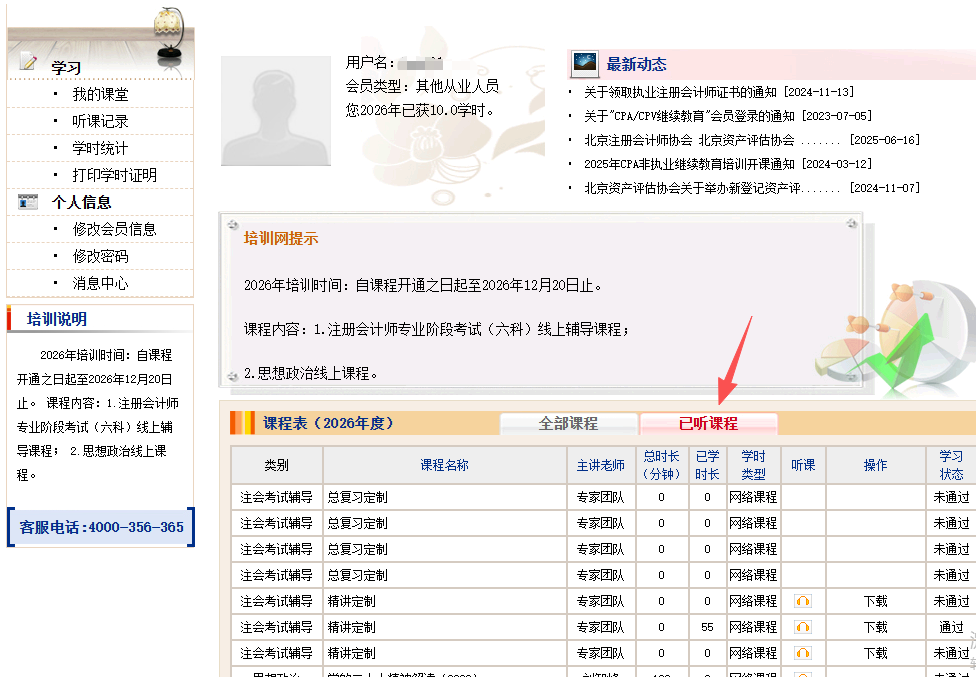 学习
· 我的课堂
· 听课记录
· 学时统计
· 打印学时证明
个人信息
· 修改会员信息
· 修改密码
· 消息中心
培训说明
2026年培训时间：自课程
开通之日起至2026年12月20日
止。 课程内容：1.注册会计师
专业阶段考试（六科）线上辅
导课程； 2.思想政治线上课
程。
客服电话:4000-356-365
用户名：
会员类型：其他从业人员
您2026年已获10.0学时。
最新动态
· 关于领取执业注册会计师证书的通知 [2024-11-13]
· 关于"CPA/CPV继续教育"会员登录的通知 [2023-07-05]
· 北京注册会计师协会 北京资产评估协会 ....... [2025-06-16]
· 2025年CPA非执业继续教育培训开课通知 [2024-03-12]
· 北京资产评估协会关于举办新登记资产评....... [2024-11-07]
培训网提示
2026年培训时间：自课程开通之日起至2026年12月20日止。
课程内容：1.注册会计师专业阶段考试（六科）线上辅导课程；
2.思想政治线上课程。
课程表（2026年度） 全部课程 已听课程
类别 课程名称 主讲老师 总时长（分钟） 已学时长 学时类型 听课 操作 学习状态
注会考试辅导 总复习定制 专家团队 0 0 网络课程 未通过
注会考试辅导 总复习定制 专家团队 0 0 网络课程 未通过
注会考试辅导 总复习定制 专家团队 0 0 网络课程 未通过
注会考试辅导 总复习定制 专家团队 0 0 网络课程 未通过
注会考试辅导 精讲定制 专家团队 0 0 网络课程 下载 未通过
注会考试辅导 精讲定制 专家团队 0 55 网络课程 下载 通过
注会考试辅导 精讲定制 专家团队 0 0 网络课程 下载 未通过